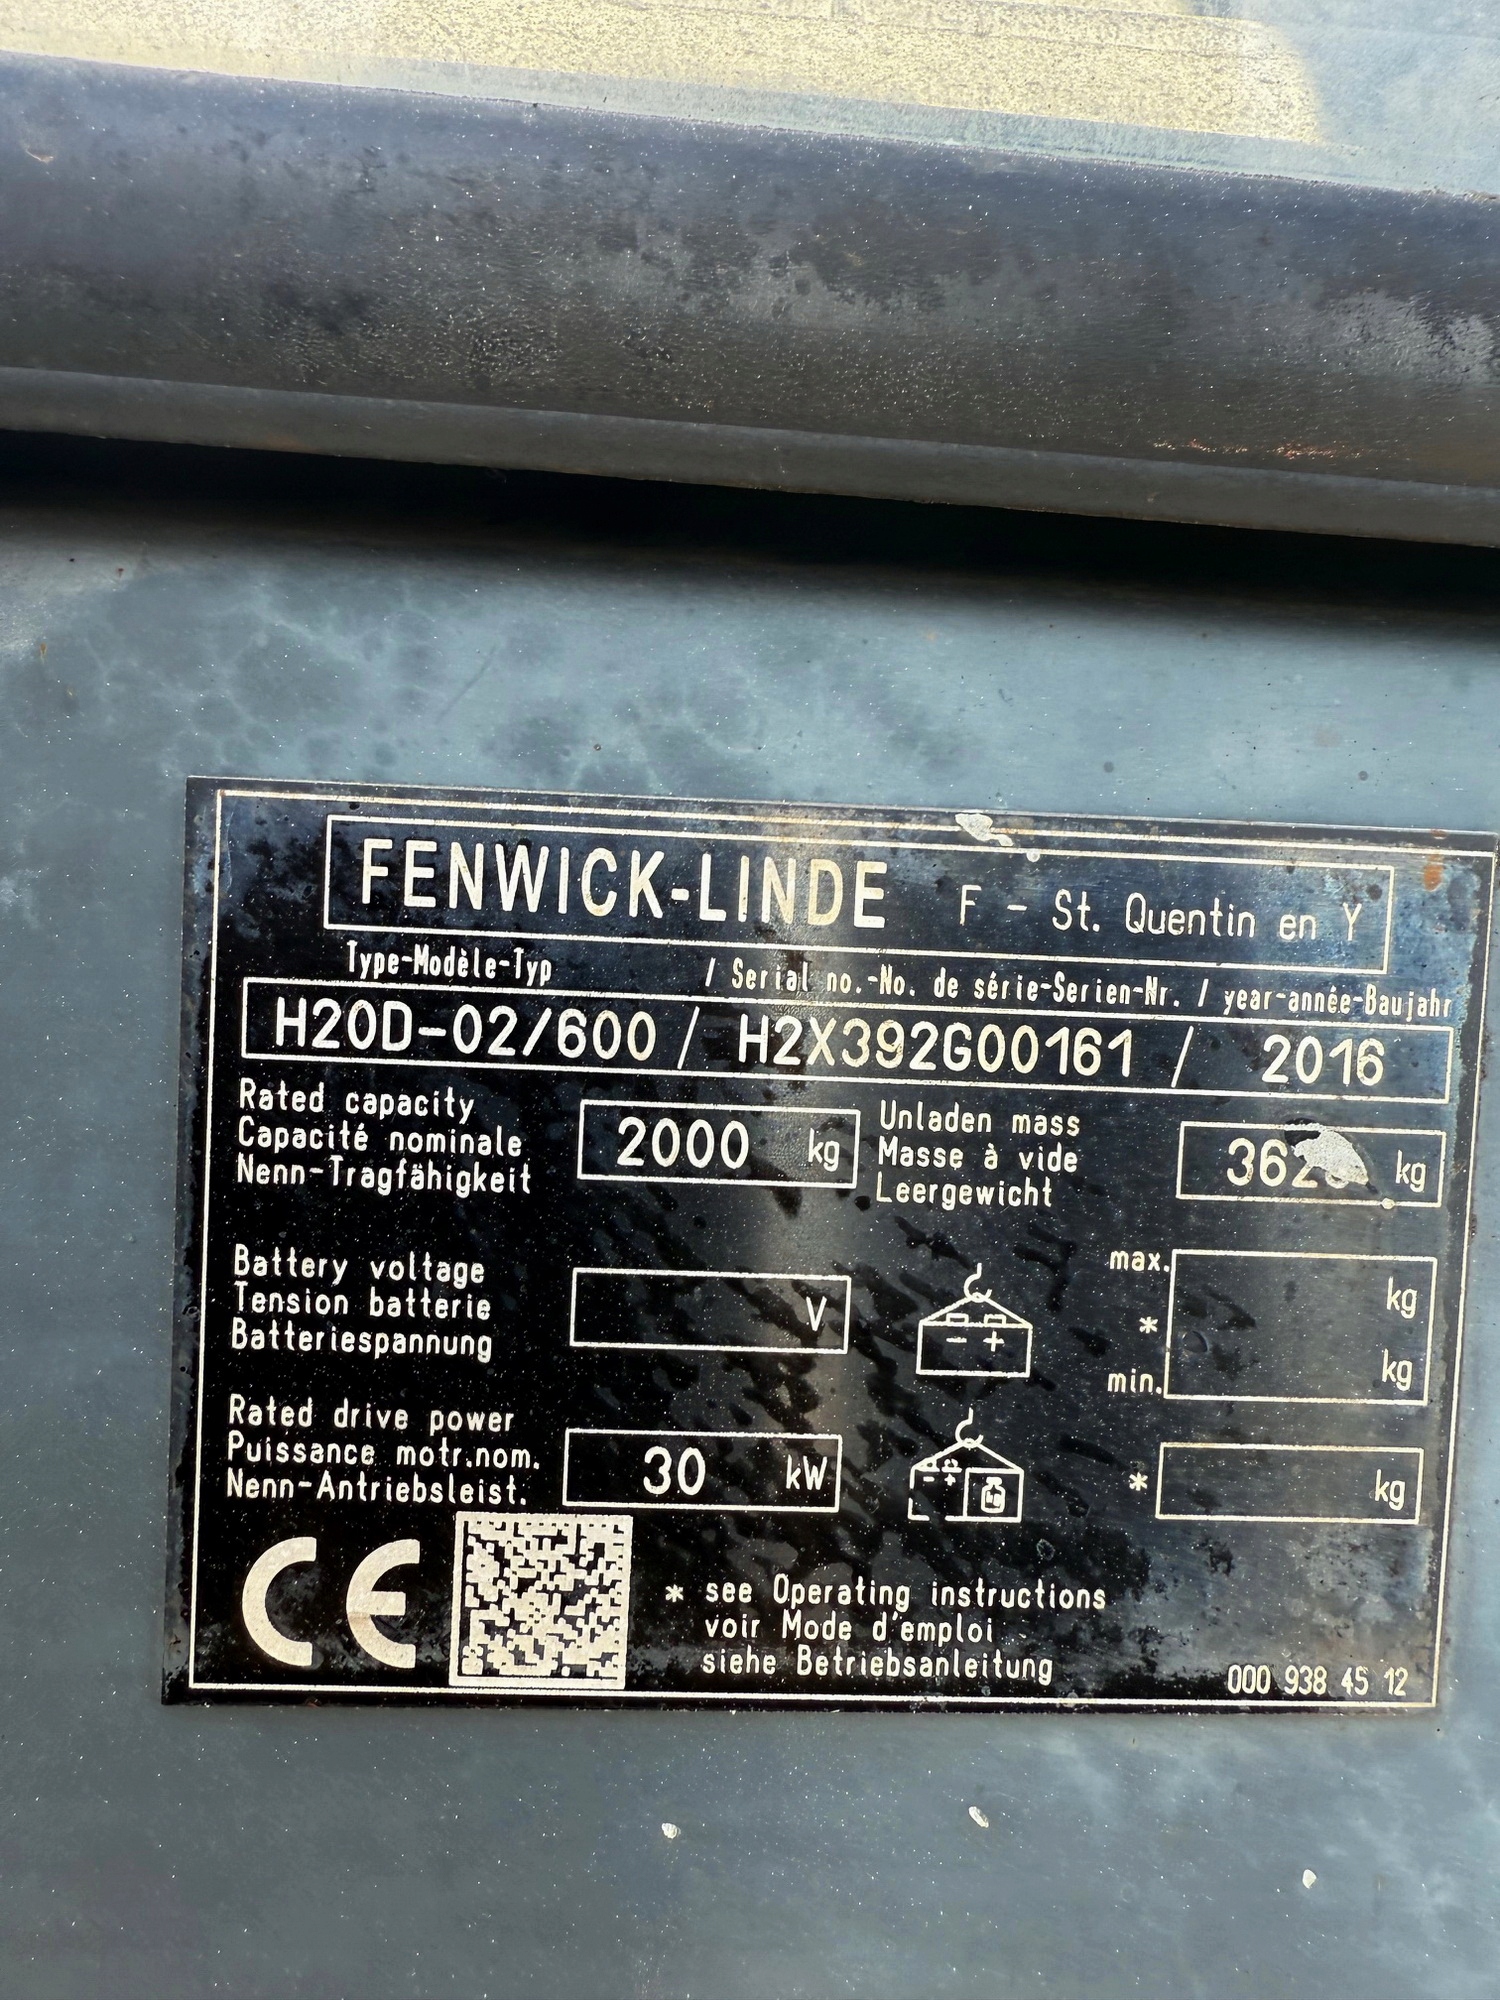 FENWICK-LINDE F - St. Quentin en Y
Type-Modèle-Typ / Serial no.-No. de série-Serien-Nr. / year-année-Baujahr
H20D-02/600 / H2X392G00161 / 2016
Rated capacity
Capacité nominale
Nenn-Tragfähigkeit
2000 kg
Unladen mass
Masse à vide
Leergewicht
kg
Battery voltage
Tension batterie
Batteriespannung
V
max. kg
*
min. kg
Rated drive power
Puissance motr.nom.
Nenn-Antriebsleist.
30 kW
* kg
CE
* see Operating instructions
voir Mode d'emploi
siehe Betriebsanleitung
000 938 45 12